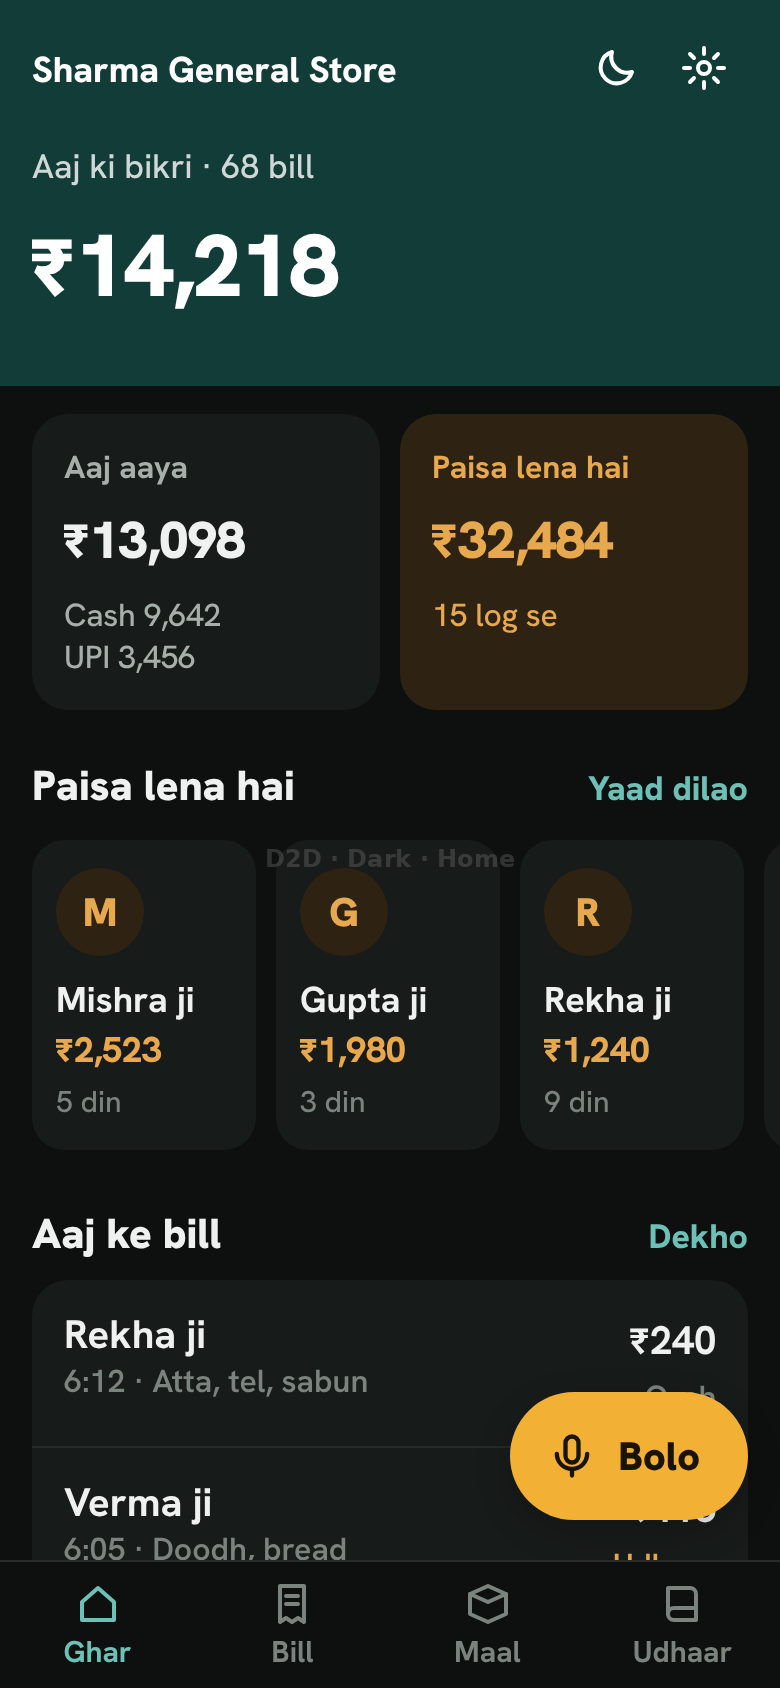 Sharma General Store
Aaj ki bikri · 68 bill
₹14,218
Aaj aaya
₹13,098
Cash 9,642
UPI 3,456
Paisa lena hai
₹32,484
15 log se
Paisa lena hai
Yaad dilao
D2D · Dark · Home
M
Mishra ji
₹2,523
5 din
G
Gupta ji
₹1,980
3 din
R
Rekha ji
₹1,240
9 din
Aaj ke bill
Dekho
Rekha ji
₹240
6:12 · Atta, tel, sabun
Verma ji
6:05 · Doodh, bread
Bolo
Ghar
Bill
Maal
Udhaar